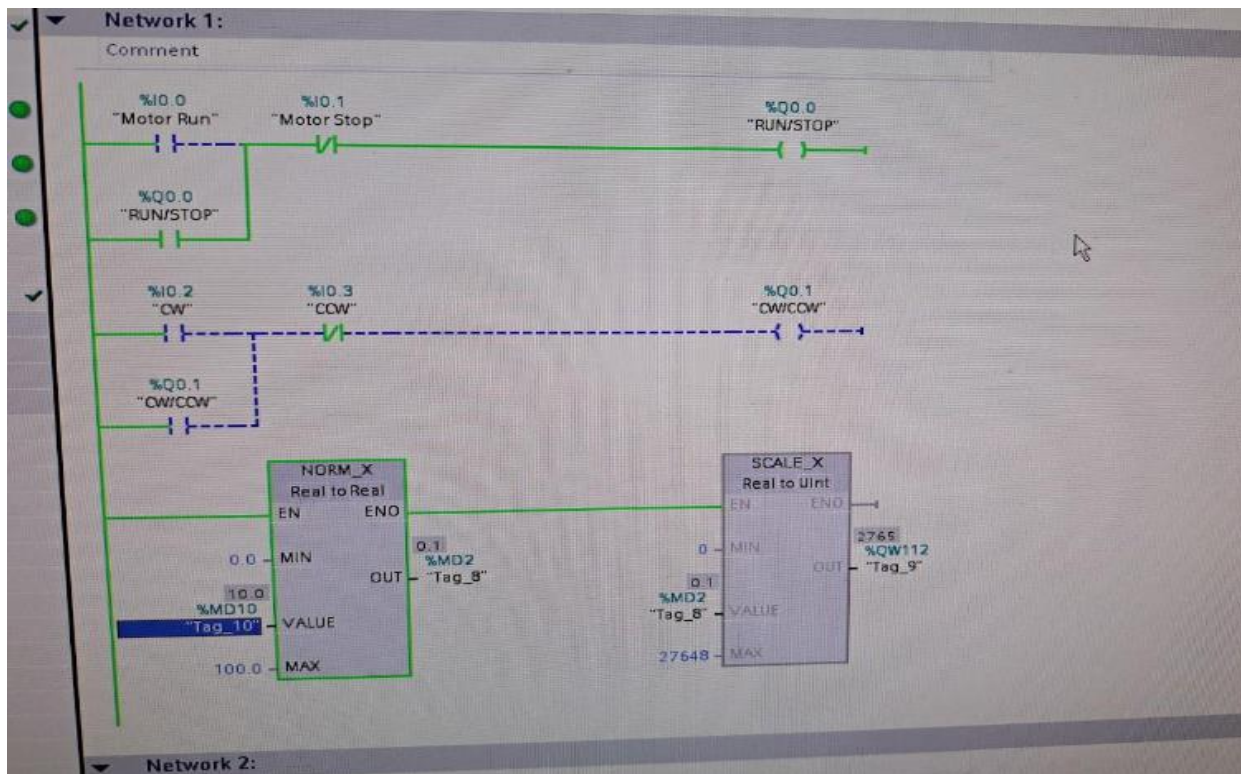 Network 1:
Comment
%I0.0 %I0.1 %Q0.0
"Motor Run" "Motor Stop" "RUN/STOP"
%Q0.0
"RUN/STOP"
%I0.2 %I0.3 %Q0.1
"CW" "CCW" "CW/CCW"
%Q0.1
"CW/CCW"
NORM_X SCALE_X
Real to Real Real to UInt
EN ENO EN ENO
0.0 MIN 0.1 0 MIN 2765
%MD2 %QW112
OUT "Tag_8" OUT "Tag_9"
10.0 0.1
%MD10 %MD2
"Tag_10" VALUE "Tag_8" VALUE
100.0 MAX 27648 MAX
Network 2: